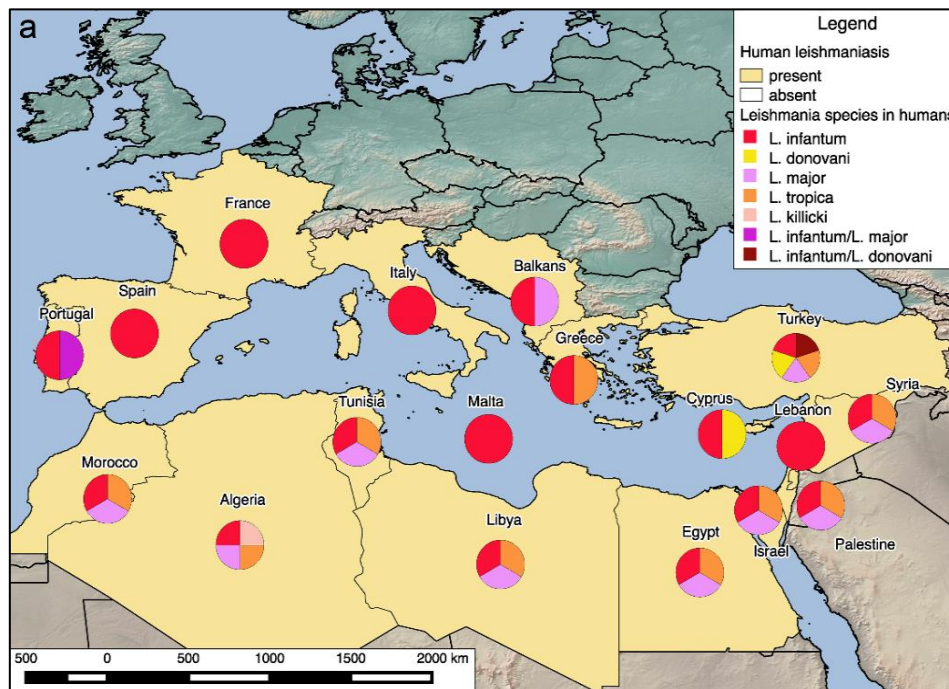 a
Legend
Human leishmaniasis
present
absent
Leishmania species in humans
L. infantum
L. donovani
L. major
L. tropica
L. killicki
L. infantum/L. major
L. infantum/L. donovani
France
Italy
Balkans
Spain
Portugal
Greece
Turkey
Syria
Tunisia
Malta
Cyprus
Lebanon
Morocco
Algeria
Libya
Egypt
Israel
Palestine
500 0 500 1000 1500 2000 km